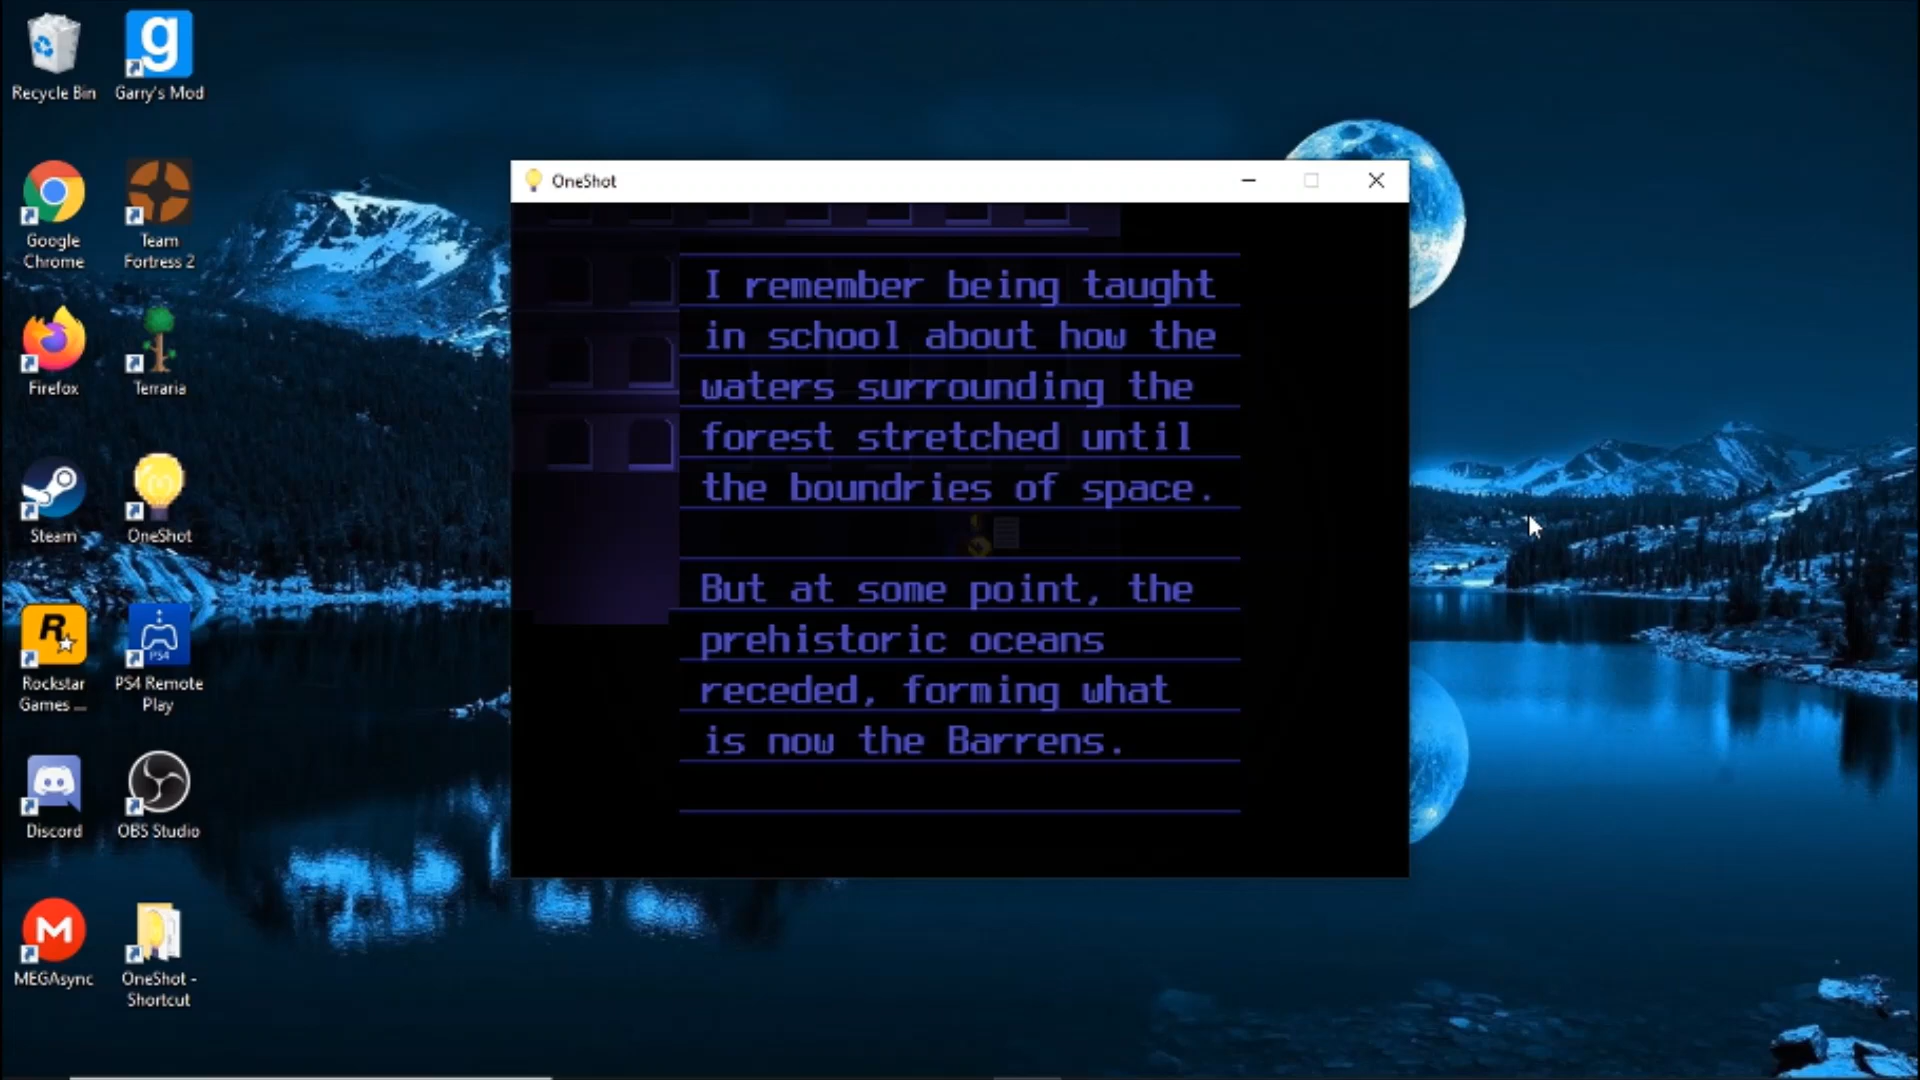 Recycle Bin
Garry's Mod
Google
Chrome
Team
Fortress 2
Firefox
Terraria
Steam
OneShot
Rockstar
Games ...
PS4 Remote
Play
PS4
Discord
OBS Studio
MEGAsync
OneShot -
Shortcut
OneShot
I remember being taught
in school about how the
waters surrounding the
forest stretched until
the boundries of space.
But at some point, the
prehistoric oceans
receded, forming what
is now the Barrens.